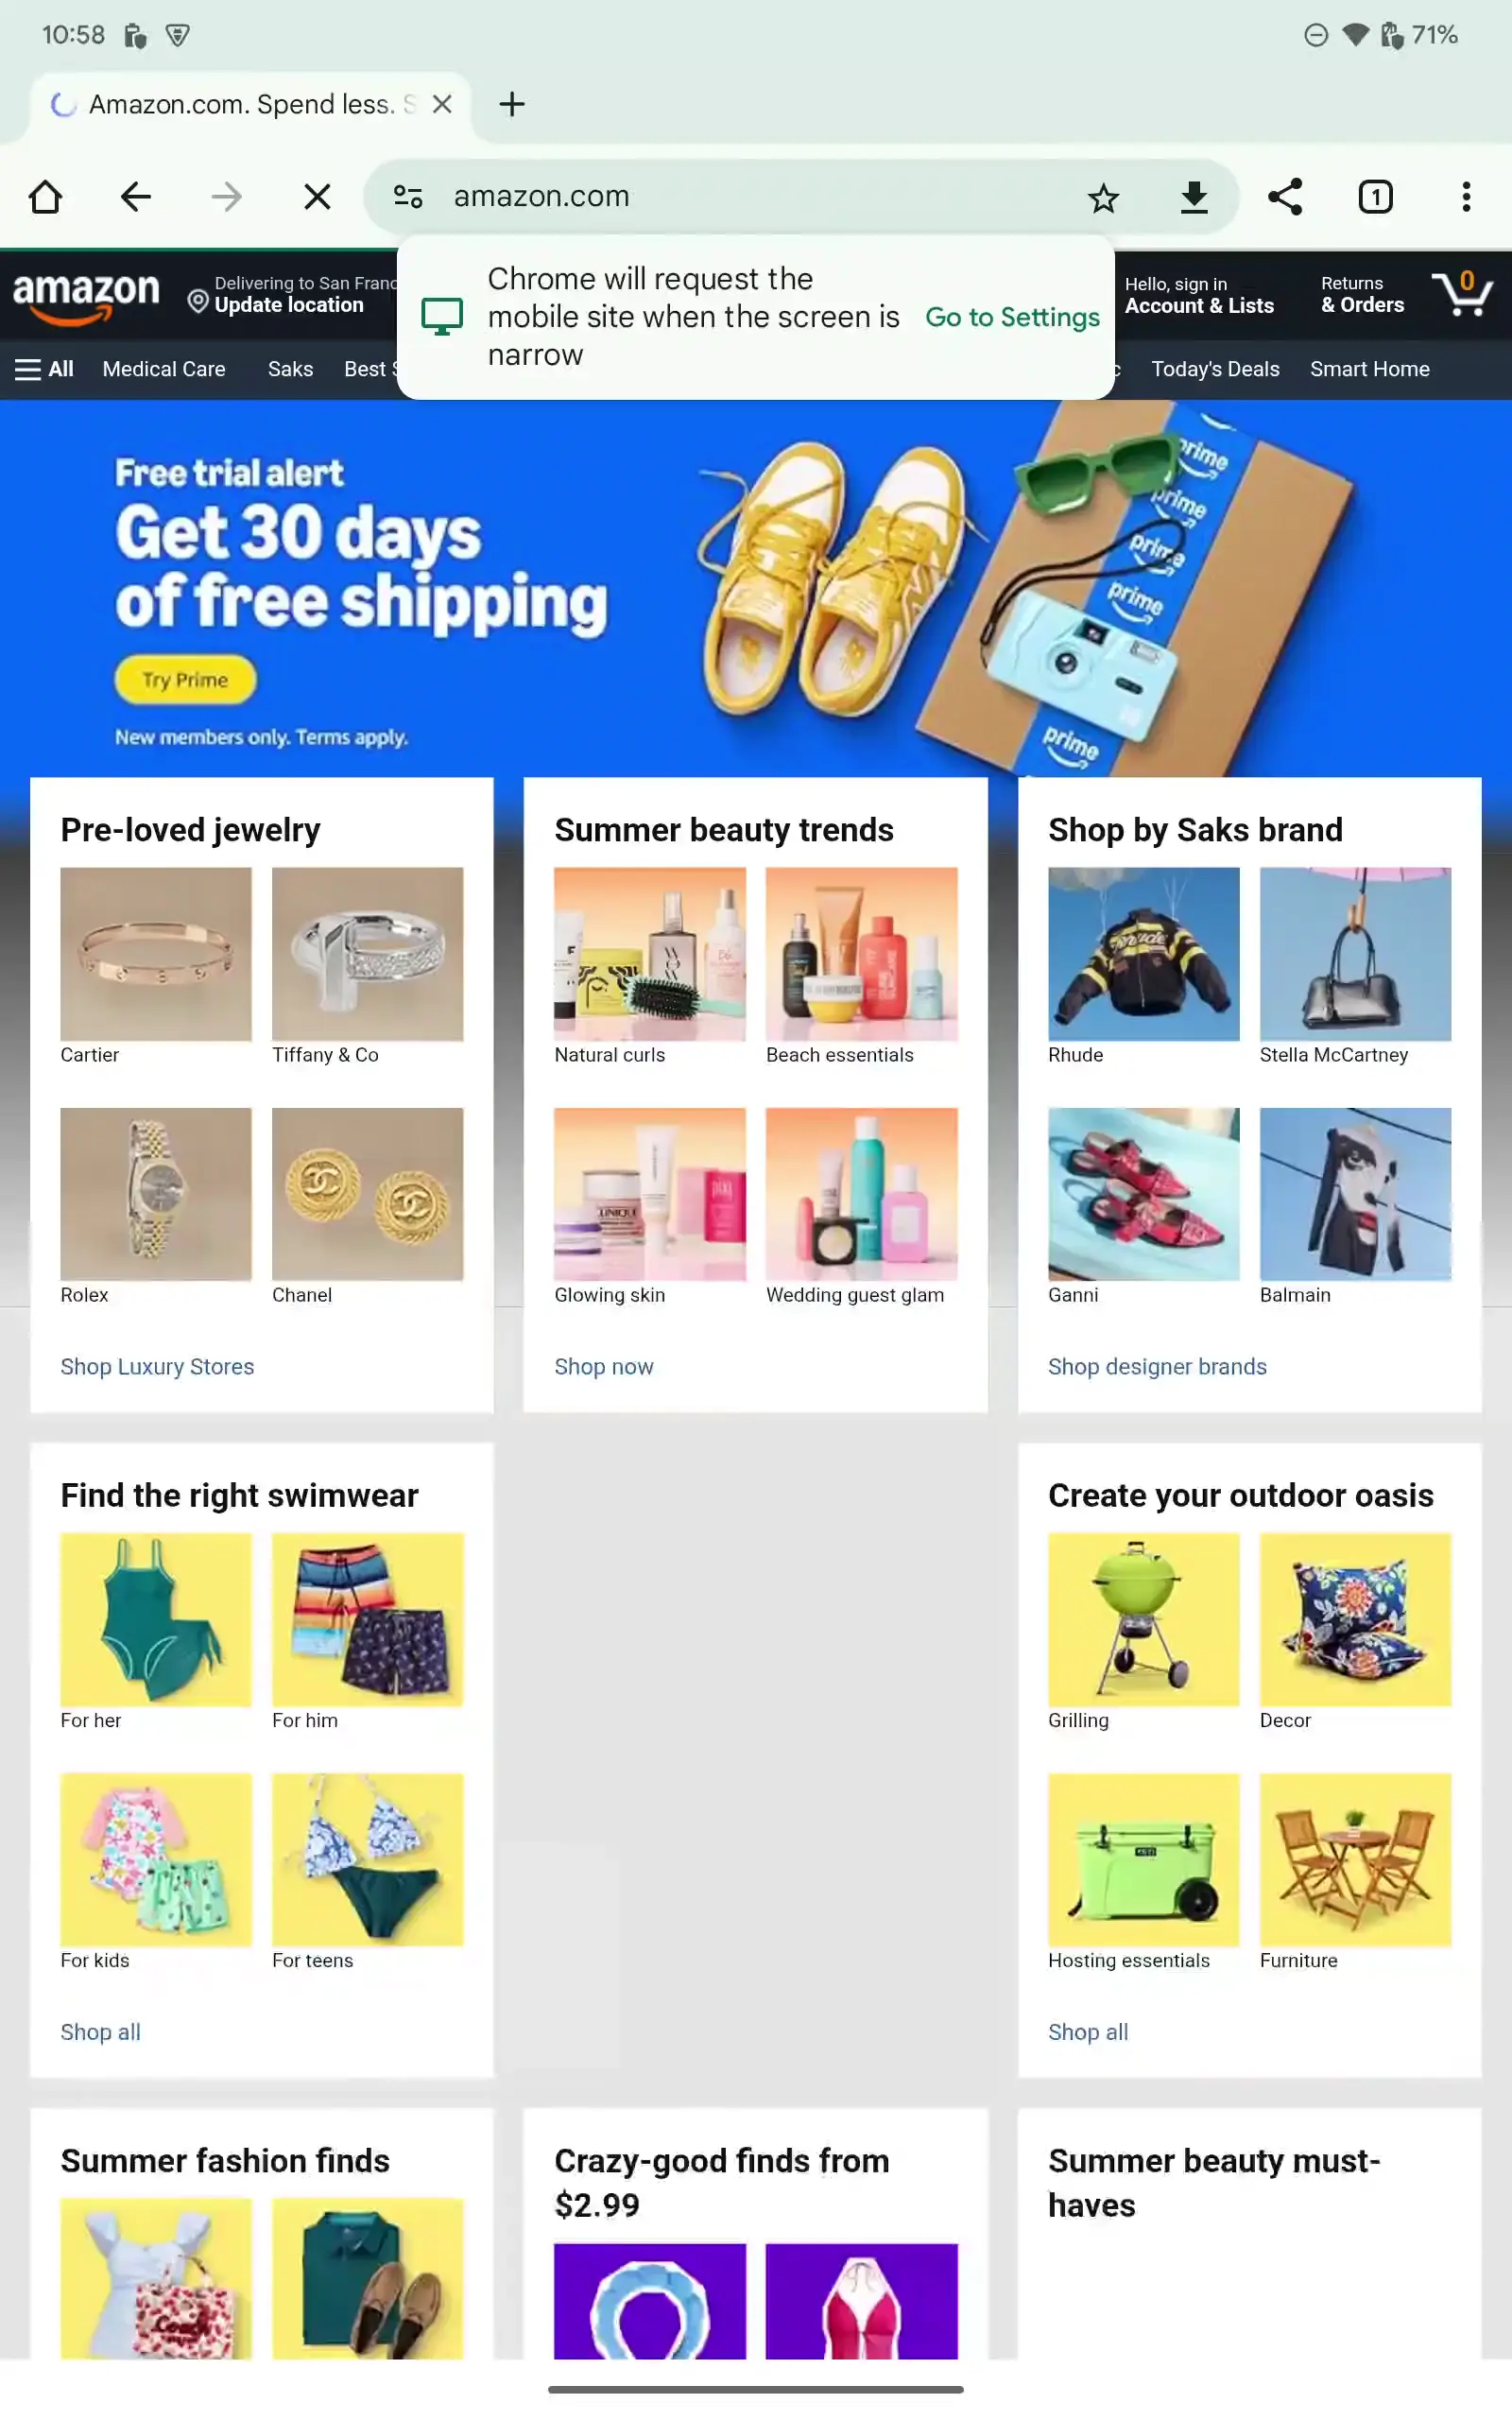 10:58
71%
Amazon.com. Spend less.
amazon.com
1
Chrome will request the
mobile site when the screen is
narrow
Go to Settings
amazon
Delivering to San Franc
Update location
Hello, sign in
Account & Lists
Returns
& Orders
0
All Medical Care Saks Best Today's Deals Smart Home
Free trial alert
Get 30 days
of free shipping
Try Prime
New members only. Terms apply.
prime
prime
prime
prime
prime
Pre-loved jewelry
Cartier Tiffany & Co
Rolex Chanel
Shop Luxury Stores
Summer beauty trends
Natural curls Beach essentials
CLINIQUE
pixi
Glowing skin Wedding guest glam
Shop now
Shop by Saks brand
Rhude
Rhude Stella McCartney
Ganni Balmain
Shop designer brands
Find the right swimwear
For her For him
For kids For teens
Shop all
Create your outdoor oasis
Grilling Decor
YETI
Hosting essentials Furniture
Shop all
Summer fashion finds
Coach
Crazy-good finds from
$2.99
Summer beauty must-
haves